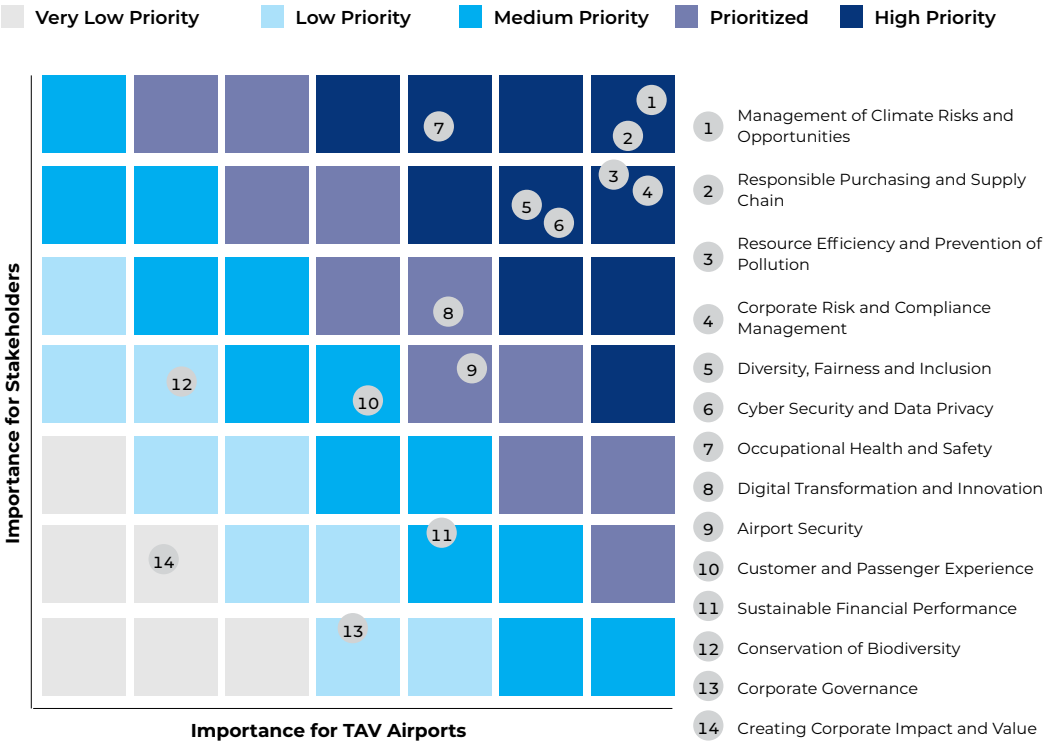 Very Low Priority
Low Priority
Medium Priority
Prioritized
High Priority
Importance for Stakeholders
1
7
2
3
4
5
6
8
9
12
10
11
14
13
Importance for TAV Airports
1 Management of Climate Risks and
Opportunities
2 Responsible Purchasing and Supply
Chain
3 Resource Efficiency and Prevention of
Pollution
4 Corporate Risk and Compliance
Management
5 Diversity, Fairness and Inclusion
6 Cyber Security and Data Privacy
7 Occupational Health and Safety
8 Digital Transformation and Innovation
9 Airport Security
10 Customer and Passenger Experience
11 Sustainable Financial Performance
12 Conservation of Biodiversity
13 Corporate Governance
14 Creating Corporate Impact and Value